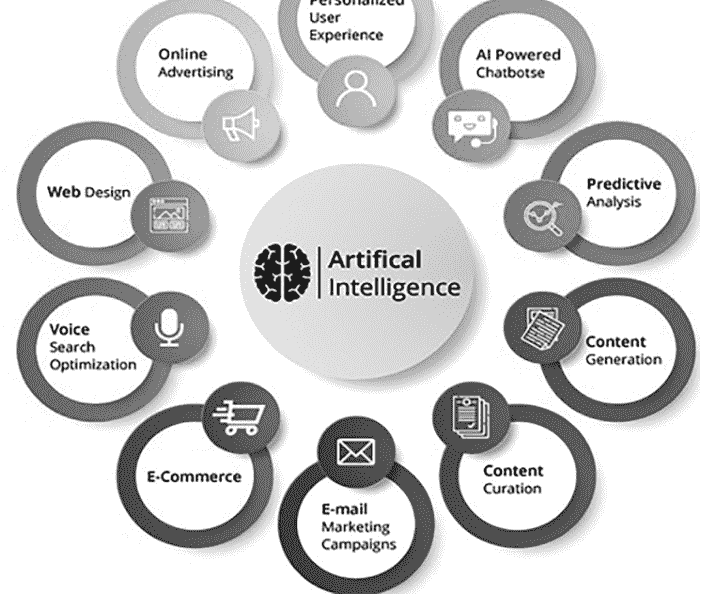 Personalized
User
Experience
AI Powered
Chatbotse
Predictive
Analysis
Content
Generation
Content
Curation
E-mail
Marketing
Campaigns
E-Commerce
Voice
Search
Optimization
Web Design
Online
Advertising
Artifical
Intelligence